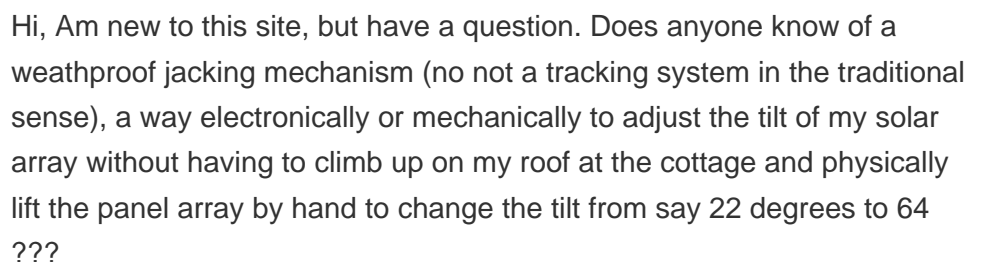 Hi, Am new to this site, but have a question. Does anyone know of a
weathproof jacking mechanism (no not a tracking system in the traditional
sense), a way electronically or mechanically to adjust the tilt of my solar
array without having to climb up on my roof at the cottage and physically
lift the panel array by hand to change the tilt from say 22 degrees to 64
???